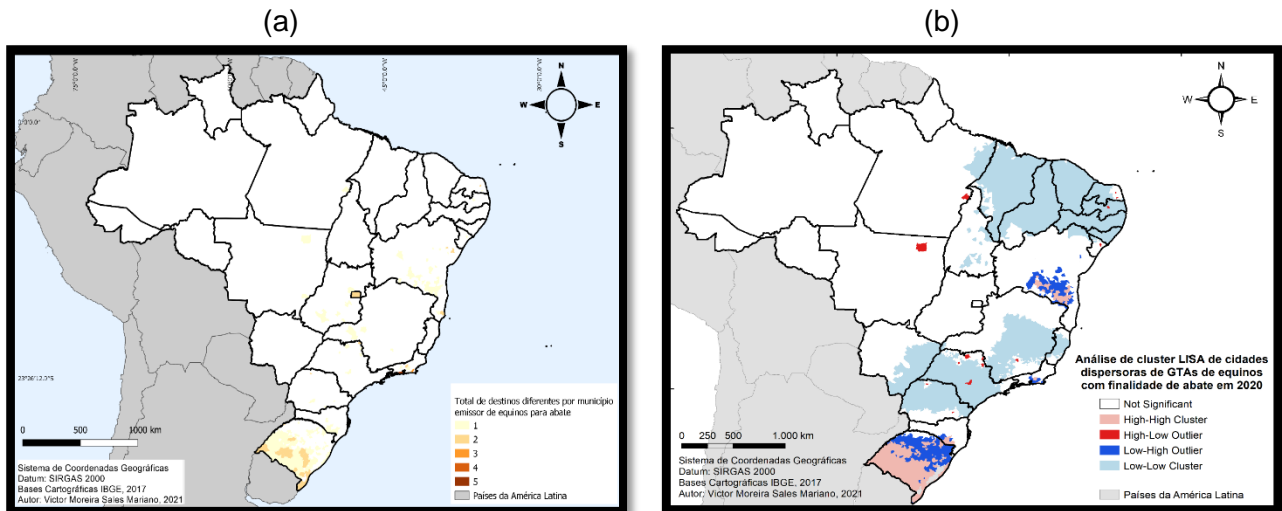 (a)
(b)
N
W
E
S
Total de destinos diferentes por município
emissor de equinos para abate
1
2
3
4
5
Países da América Latina
0
500
1000 km
Sistema de Coordenadas Geográficas
Datum: SIRGAS 2000
Bases Cartográficas IBGE, 2017
Autor: Victor Moreira Sales Mariano, 2021
N
W
E
S
Análise de cluster LISA de cidades
dispersoras de GTAs de equinos
com finalidade de abate em 2020
Not Significant
High-High Cluster
High-Low Outlier
Low-High Outlier
Low-Low Cluster
Países da América Latina
0 250 500 1.000 km
Sistema de Coordenadas Geográficas
Datum: SIRGAS 2000
Bases Cartográficas IBGE, 2017
Autor: Victor Moreira Sales Mariano, 2021